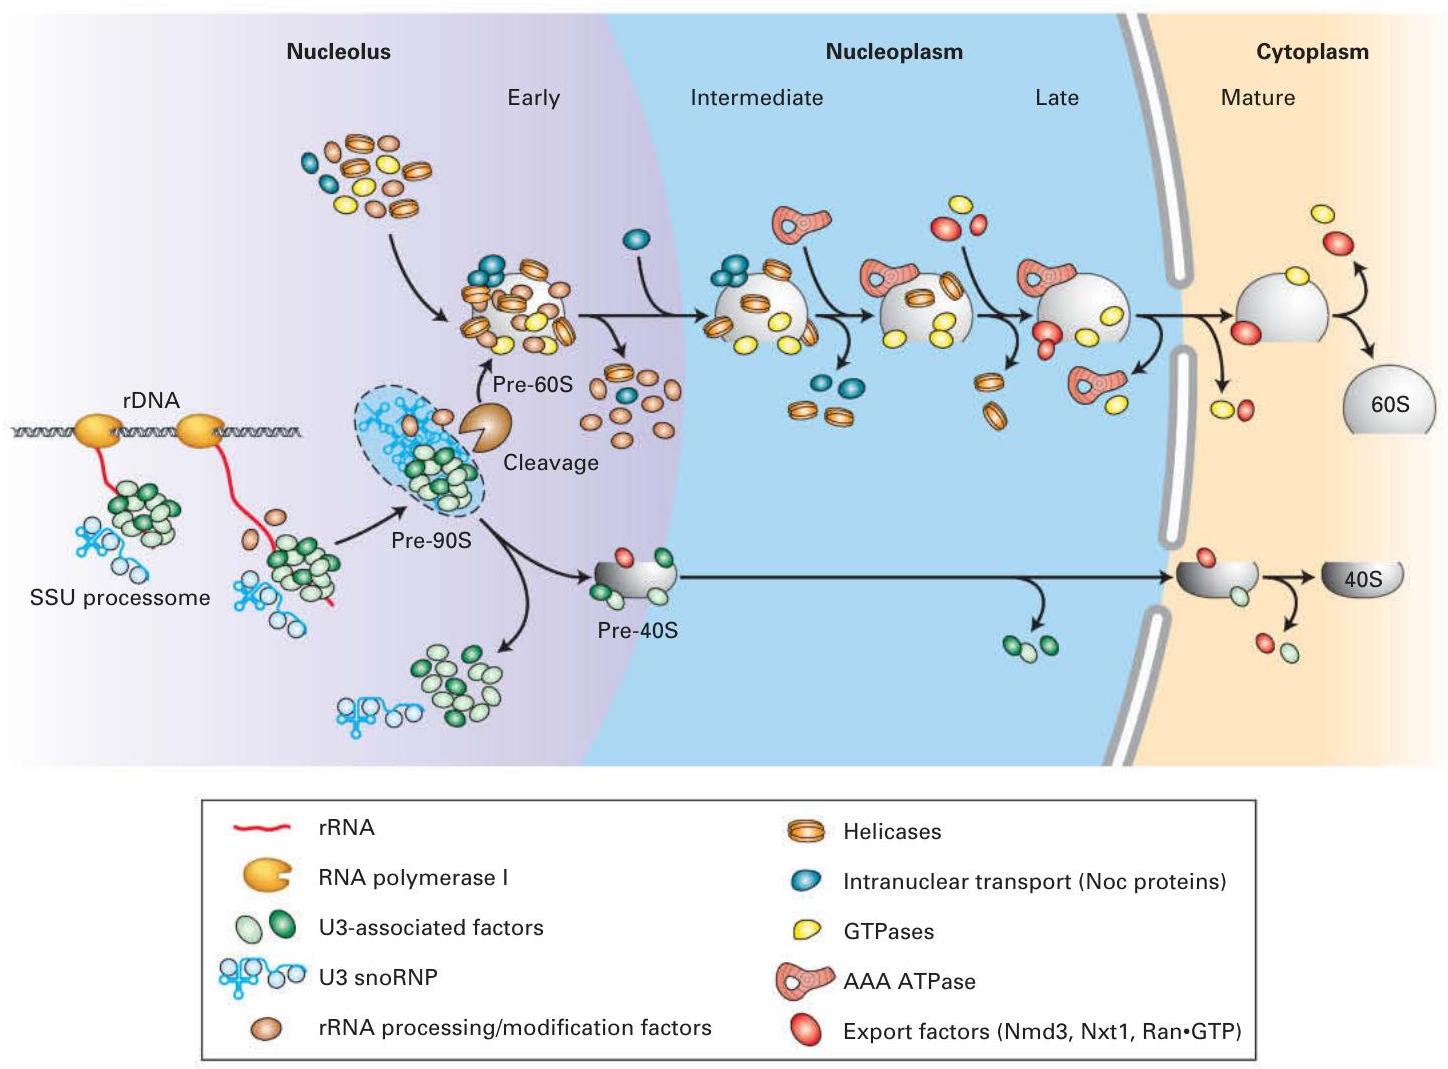 Nucleolus
Nucleoplasm
Cytoplasm
Early
Intermediate
Late
Mature
Pre-60S
rDNA
60S
Cleavage
Pre-90S
SSU processome
40S
Pre-40S
rRNA
RNA polymerase I
U3-associated factors
U3 snoRNP
rRNA processing/modification factors
Helicases
Intranuclear transport (Noc proteins)
GTPases
AAA ATPase
Export factors (Nmd3, Nxt1, Ran•GTP)